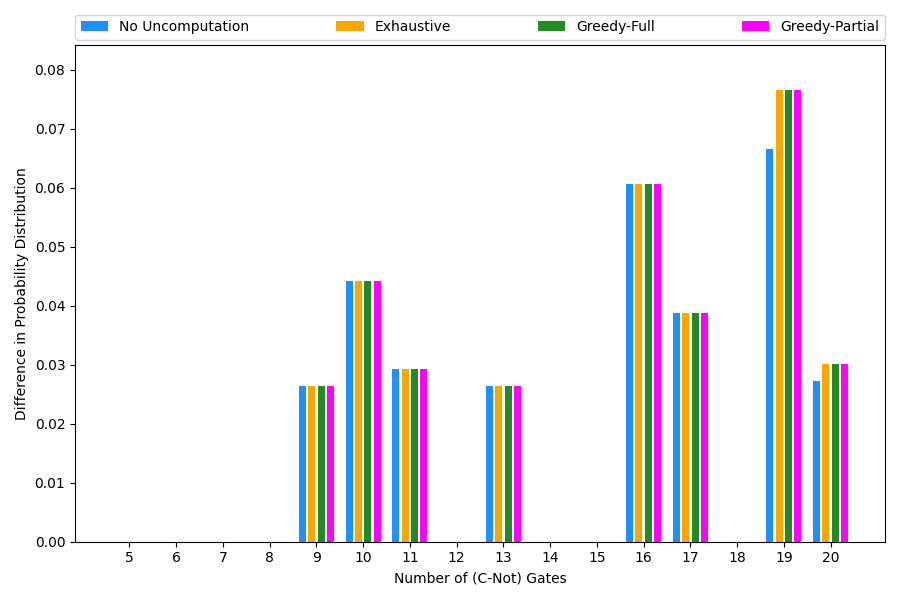 No Uncomputation Exhaustive Greedy-Full Greedy-Partial
0.08
0.07
0.06
0.05
0.04
0.03
0.02
0.01
0.00
Difference in Probability Distribution
5 6 7 8 9 10 11 12 13 14 15 16 17 18 19 20
Number of (C-Not) Gates